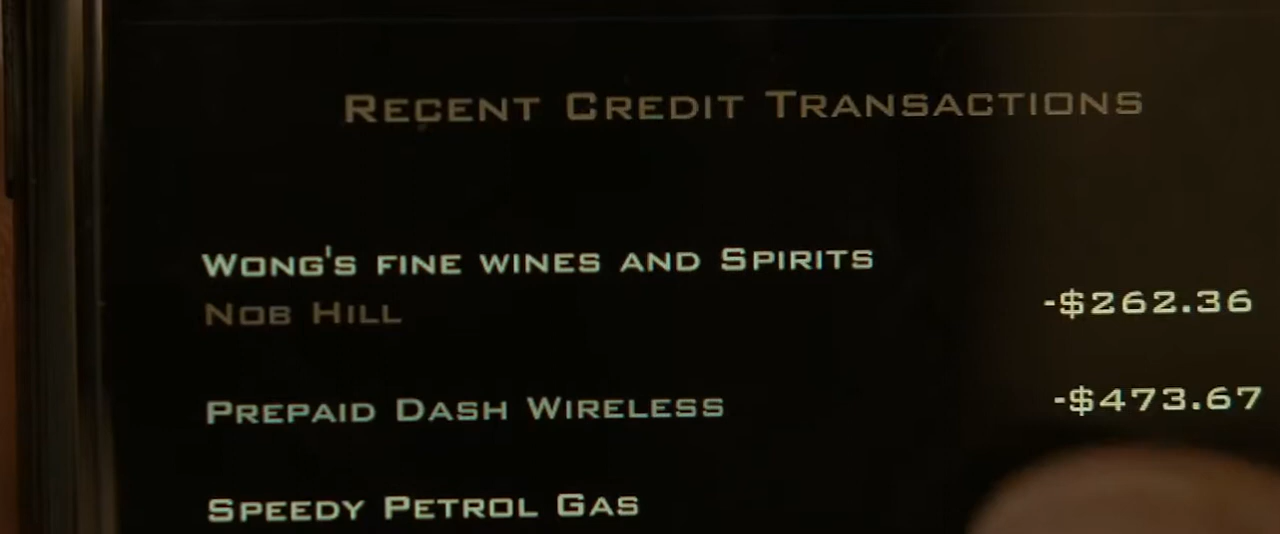 Recent Credit Transactions
Wong's fine wines and Spirits
Nob Hill
-$262.36
Prepaid Dash Wireless
-$473.67
Speedy Petrol Gas